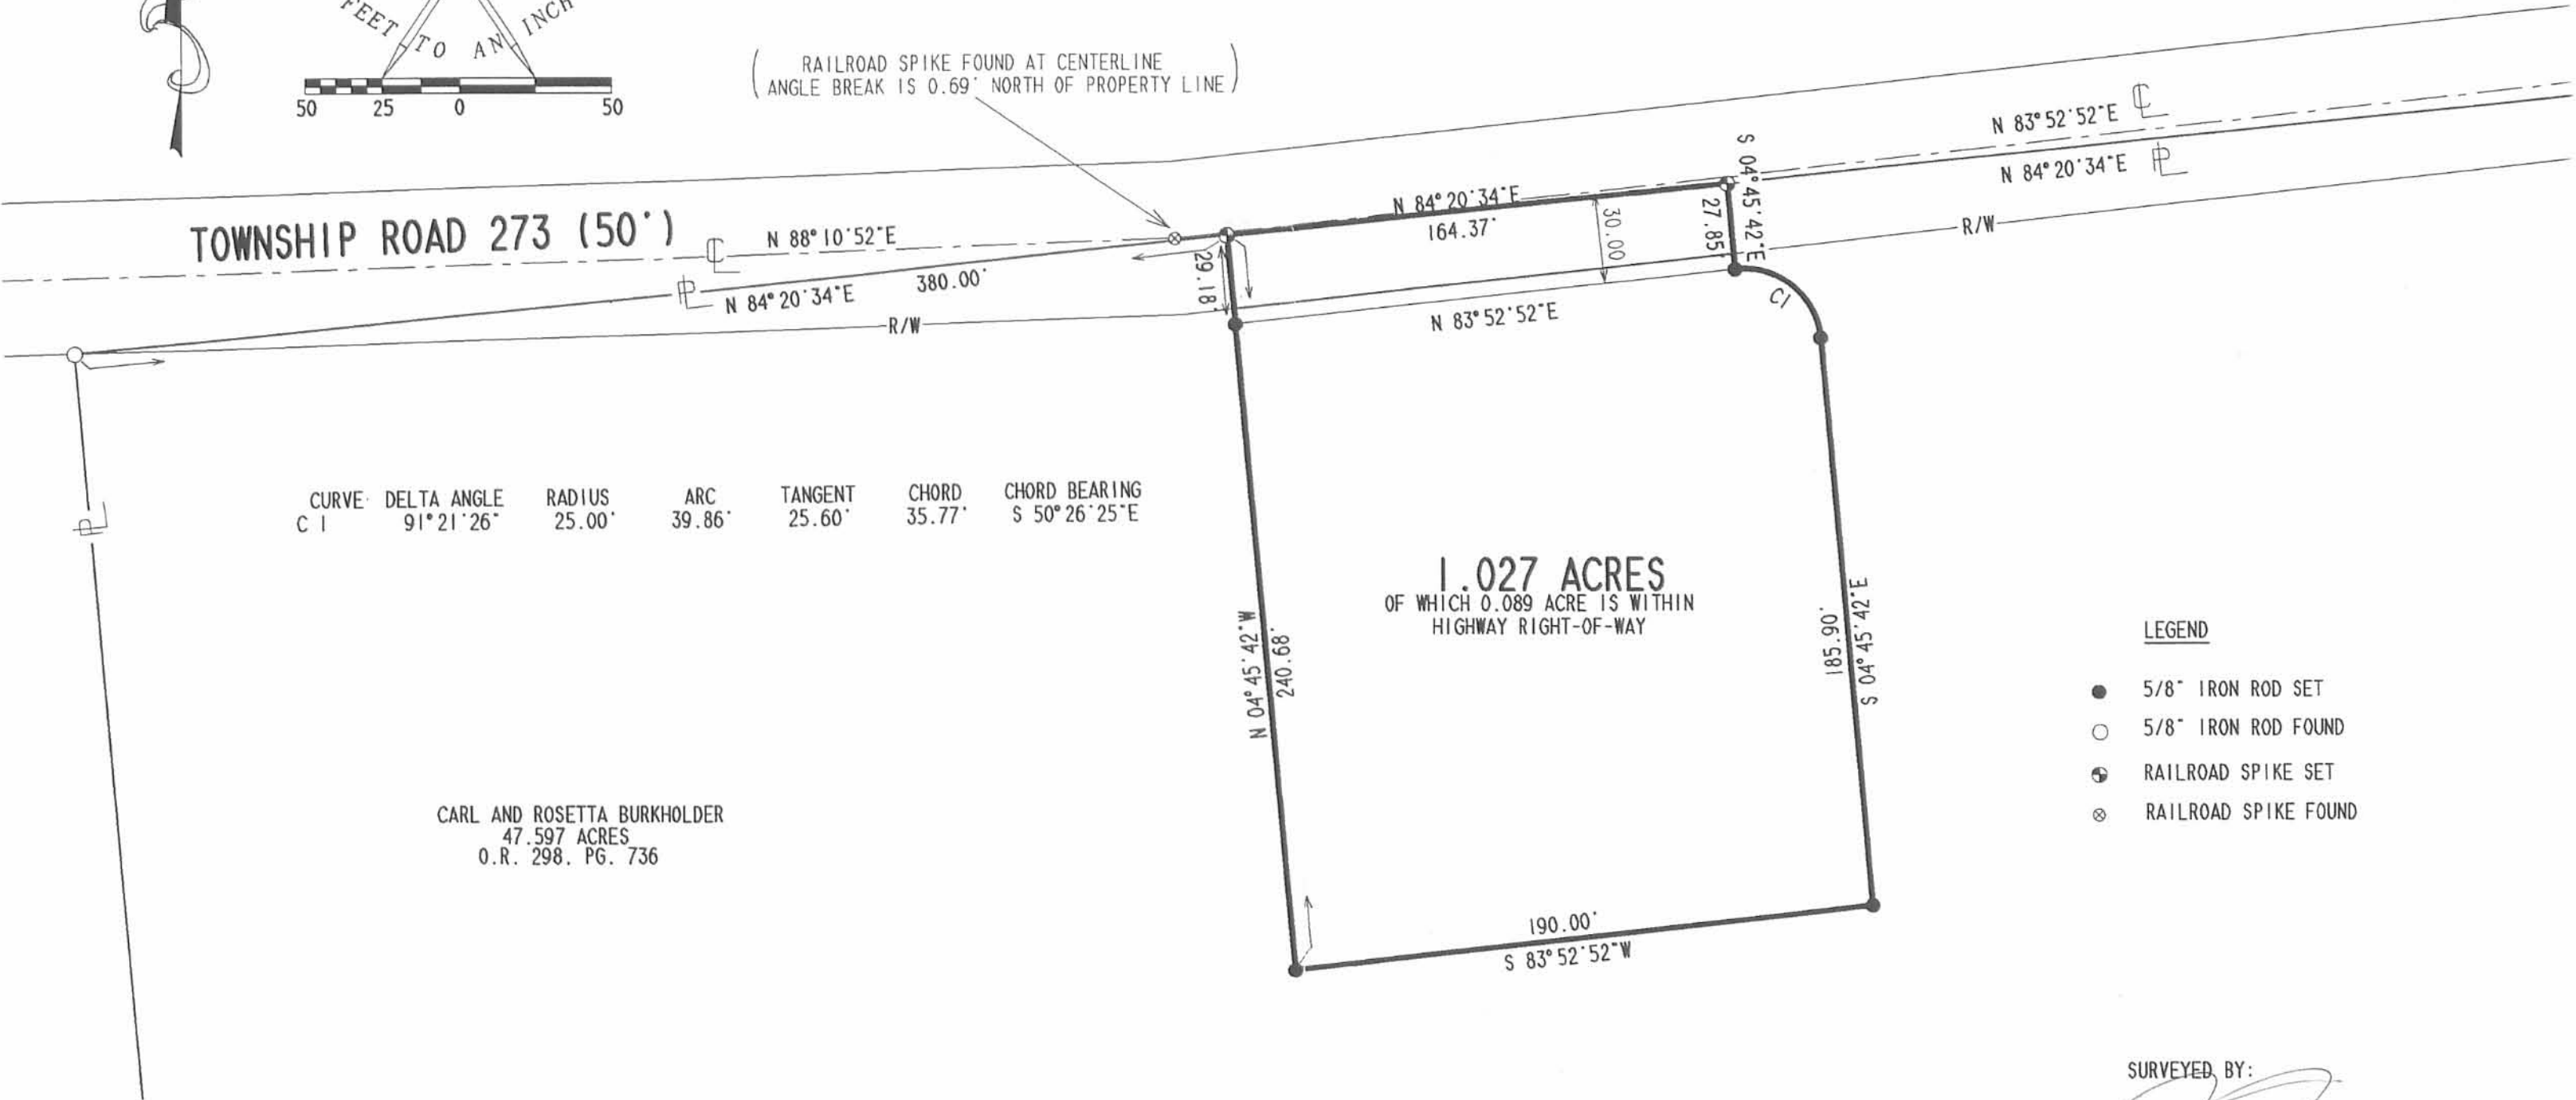 FEET TO AN INCH
50 25 0 50
RAILROAD SPIKE FOUND AT CENTERLINE
ANGLE BREAK IS 0.69' NORTH OF PROPERTY LINE
TOWNSHIP ROAD 273 (50')
N 88°10'52"E
N 84°20'34"E
380.00'
R/W
29.18'
N 84°20'34"E
164.37'
30.00
27.85'
S 04°45'42"E
N 83°52'52"E
N 84°20'34"E
R/W
N 83°52'52"E
C1
CURVE DELTA ANGLE RADIUS ARC TANGENT CHORD CHORD BEARING
C 1 91°21'26" 25.00' 39.86' 25.60' 35.77' S 50°26'25"E
PL
1.027 ACRES
OF WHICH 0.089 ACRE IS WITHIN
HIGHWAY RIGHT-OF-WAY
N 04°45'42"W
240.68'
185.90'
S 04°45'42"E
190.00'
S 83°52'52"W
CARL AND ROSETTA BURKHOLDER
47.597 ACRES
O.R. 298. PG. 736
LEGEND
5/8" IRON ROD SET
5/8" IRON ROD FOUND
RAILROAD SPIKE SET
RAILROAD SPIKE FOUND
SURVEYED BY: